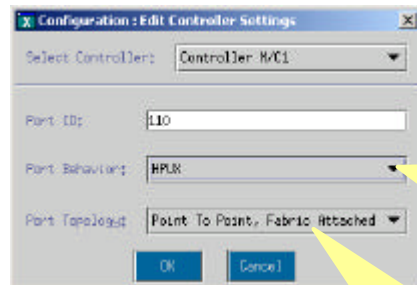 Configuration : Edit Controller Settings
Select Controller: Controller M/C1
Port ID: 110
Port Behavior: HPUX
Port Topology: Point To Point, Fabric Attached
OK Cancel